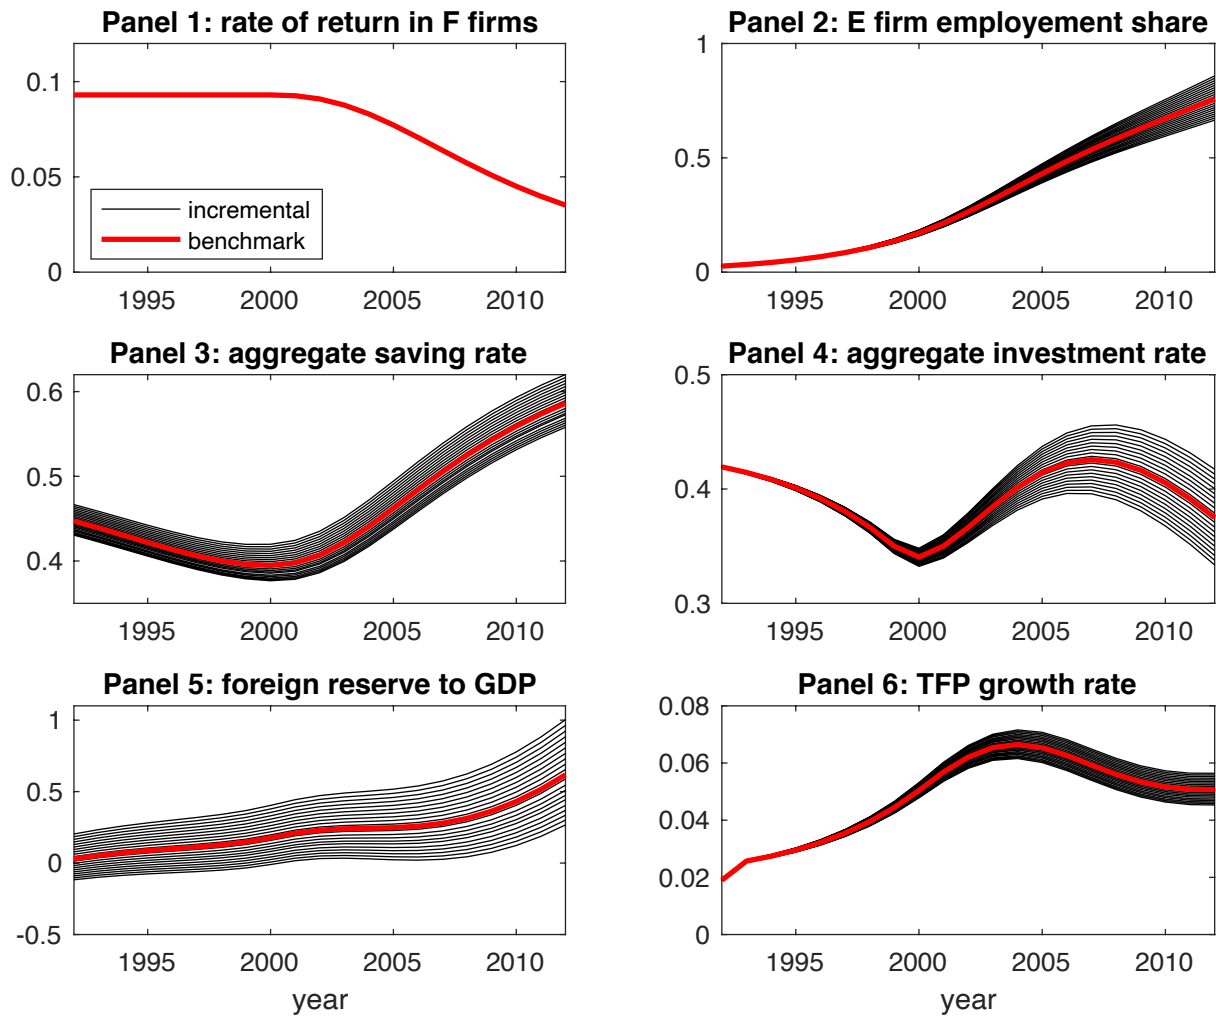 Panel 1: rate of return in F firms
0.1
0.05
0
incremental
benchmark
1995 2000 2005 2010
Panel 2: E firm employement share
1
0.5
0
1995 2000 2005 2010
Panel 3: aggregate saving rate
0.6
0.5
0.4
1995 2000 2005 2010
Panel 4: aggregate investment rate
0.5
0.4
0.3
1995 2000 2005 2010
Panel 5: foreign reserve to GDP
1
0.5
0
-0.5
1995 2000 2005 2010
year
Panel 6: TFP growth rate
0.08
0.06
0.04
0.02
0
1995 2000 2005 2010
year